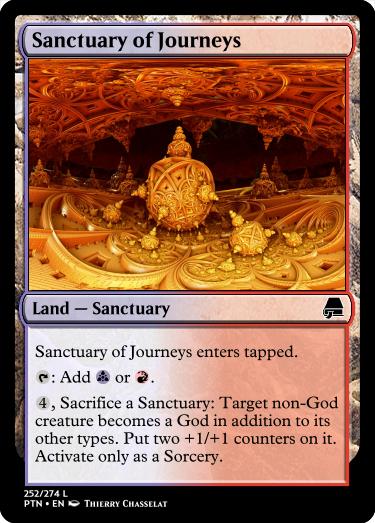 Sanctuary of Journeys
Land — Sanctuary
Sanctuary of Journeys enters tapped.
: Add or .
4, Sacrifice a Sanctuary: Target non-God
creature becomes a God in addition to its
other types. Put two +1/+1 counters on it.
Activate only as a Sorcery.
252/274 L
PTN • EN Thierry Chasselat